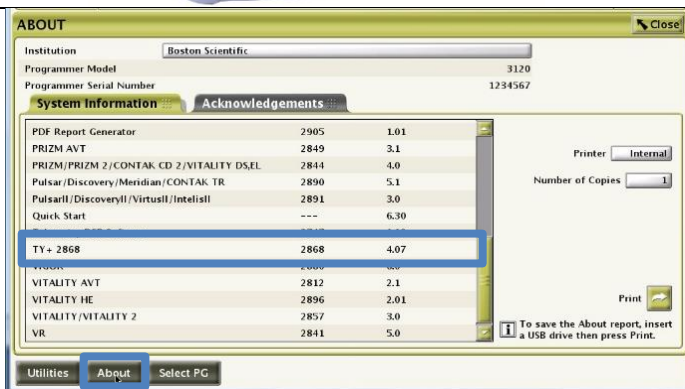 ABOUT Close
Institution Boston Scientific
Programmer Model 3120
Programmer Serial Number 1234567
System Information Acknowledgements
PDF Report Generator 2905 1.01
PRIZM AVT 2849 3.1
PRIZM/PRIZM 2/CONTAK CD 2/VITALITY DS,EL 2844 4.0
Pulsar/Discovery/Meridian/CONTAK TR 2890 5.1
PulsarII/DiscoveryII/VirtusII/IntelisII 2891 3.0
Quick Start --- 6.30
TY+ 2868 2868 4.07
VITALITY AVT 2812 2.1
VITALITY HE 2896 2.01
VITALITY/VITALITY 2 2857 3.0
VR 2841 5.0
Printer Internal
Number of Copies 1
Print
To save the About report, insert
a USB drive then press Print.
Utilities About Select PG